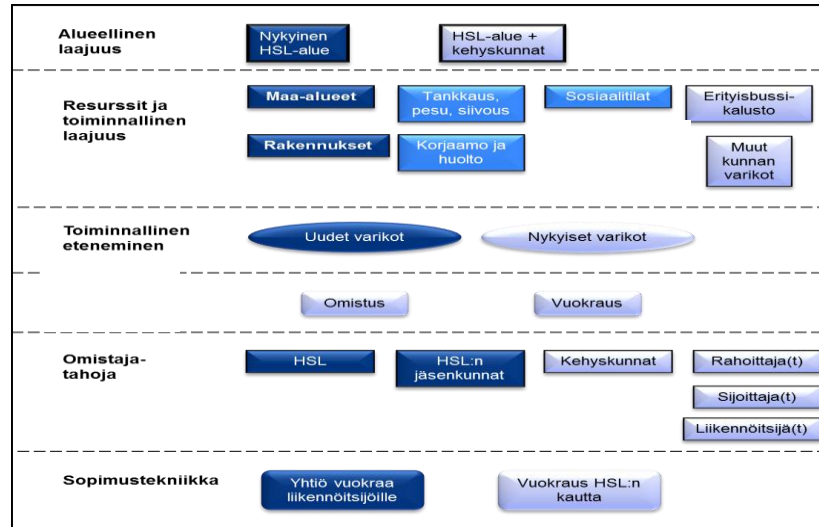 Alueellinen
laajuus
Nykyinen
HSL-alue
HSL-alue +
kehyskunnat
Resurssit ja
toiminnallinen
laajuus
Maa-alueet
Tankkaus,
pesu, siivous
Sosiaalitilat
Erityisbussi-
kalusto
Rakennukset
Korjaamo ja
huolto
Muut
kunnan
varikot
Toiminnallinen
eteneminen
Uudet varikot
Nykyiset varikot
Omistus
Vuokraus
Omistaja-
tahoja
HSL
HSL:n
jäsenkunnat
Kehyskunnat
Rahoittaja(t)
Sijoittaja(t)
Liikennöitsijä(t)
Sopimustekniikka
Yhtiö vuokraa
liikennöitsijöille
Vuokraus HSL:n
kautta